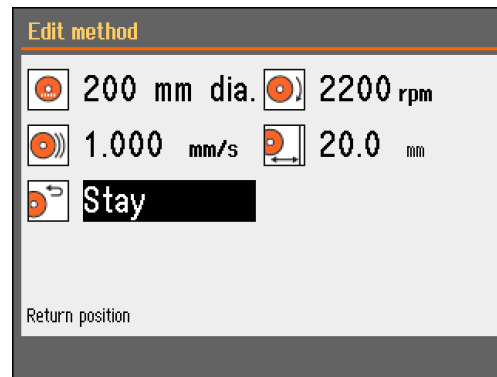 Edit method
200 mm dia. 2200 rpm
1.000 mm/s 20.0 mm
Stay
Return position